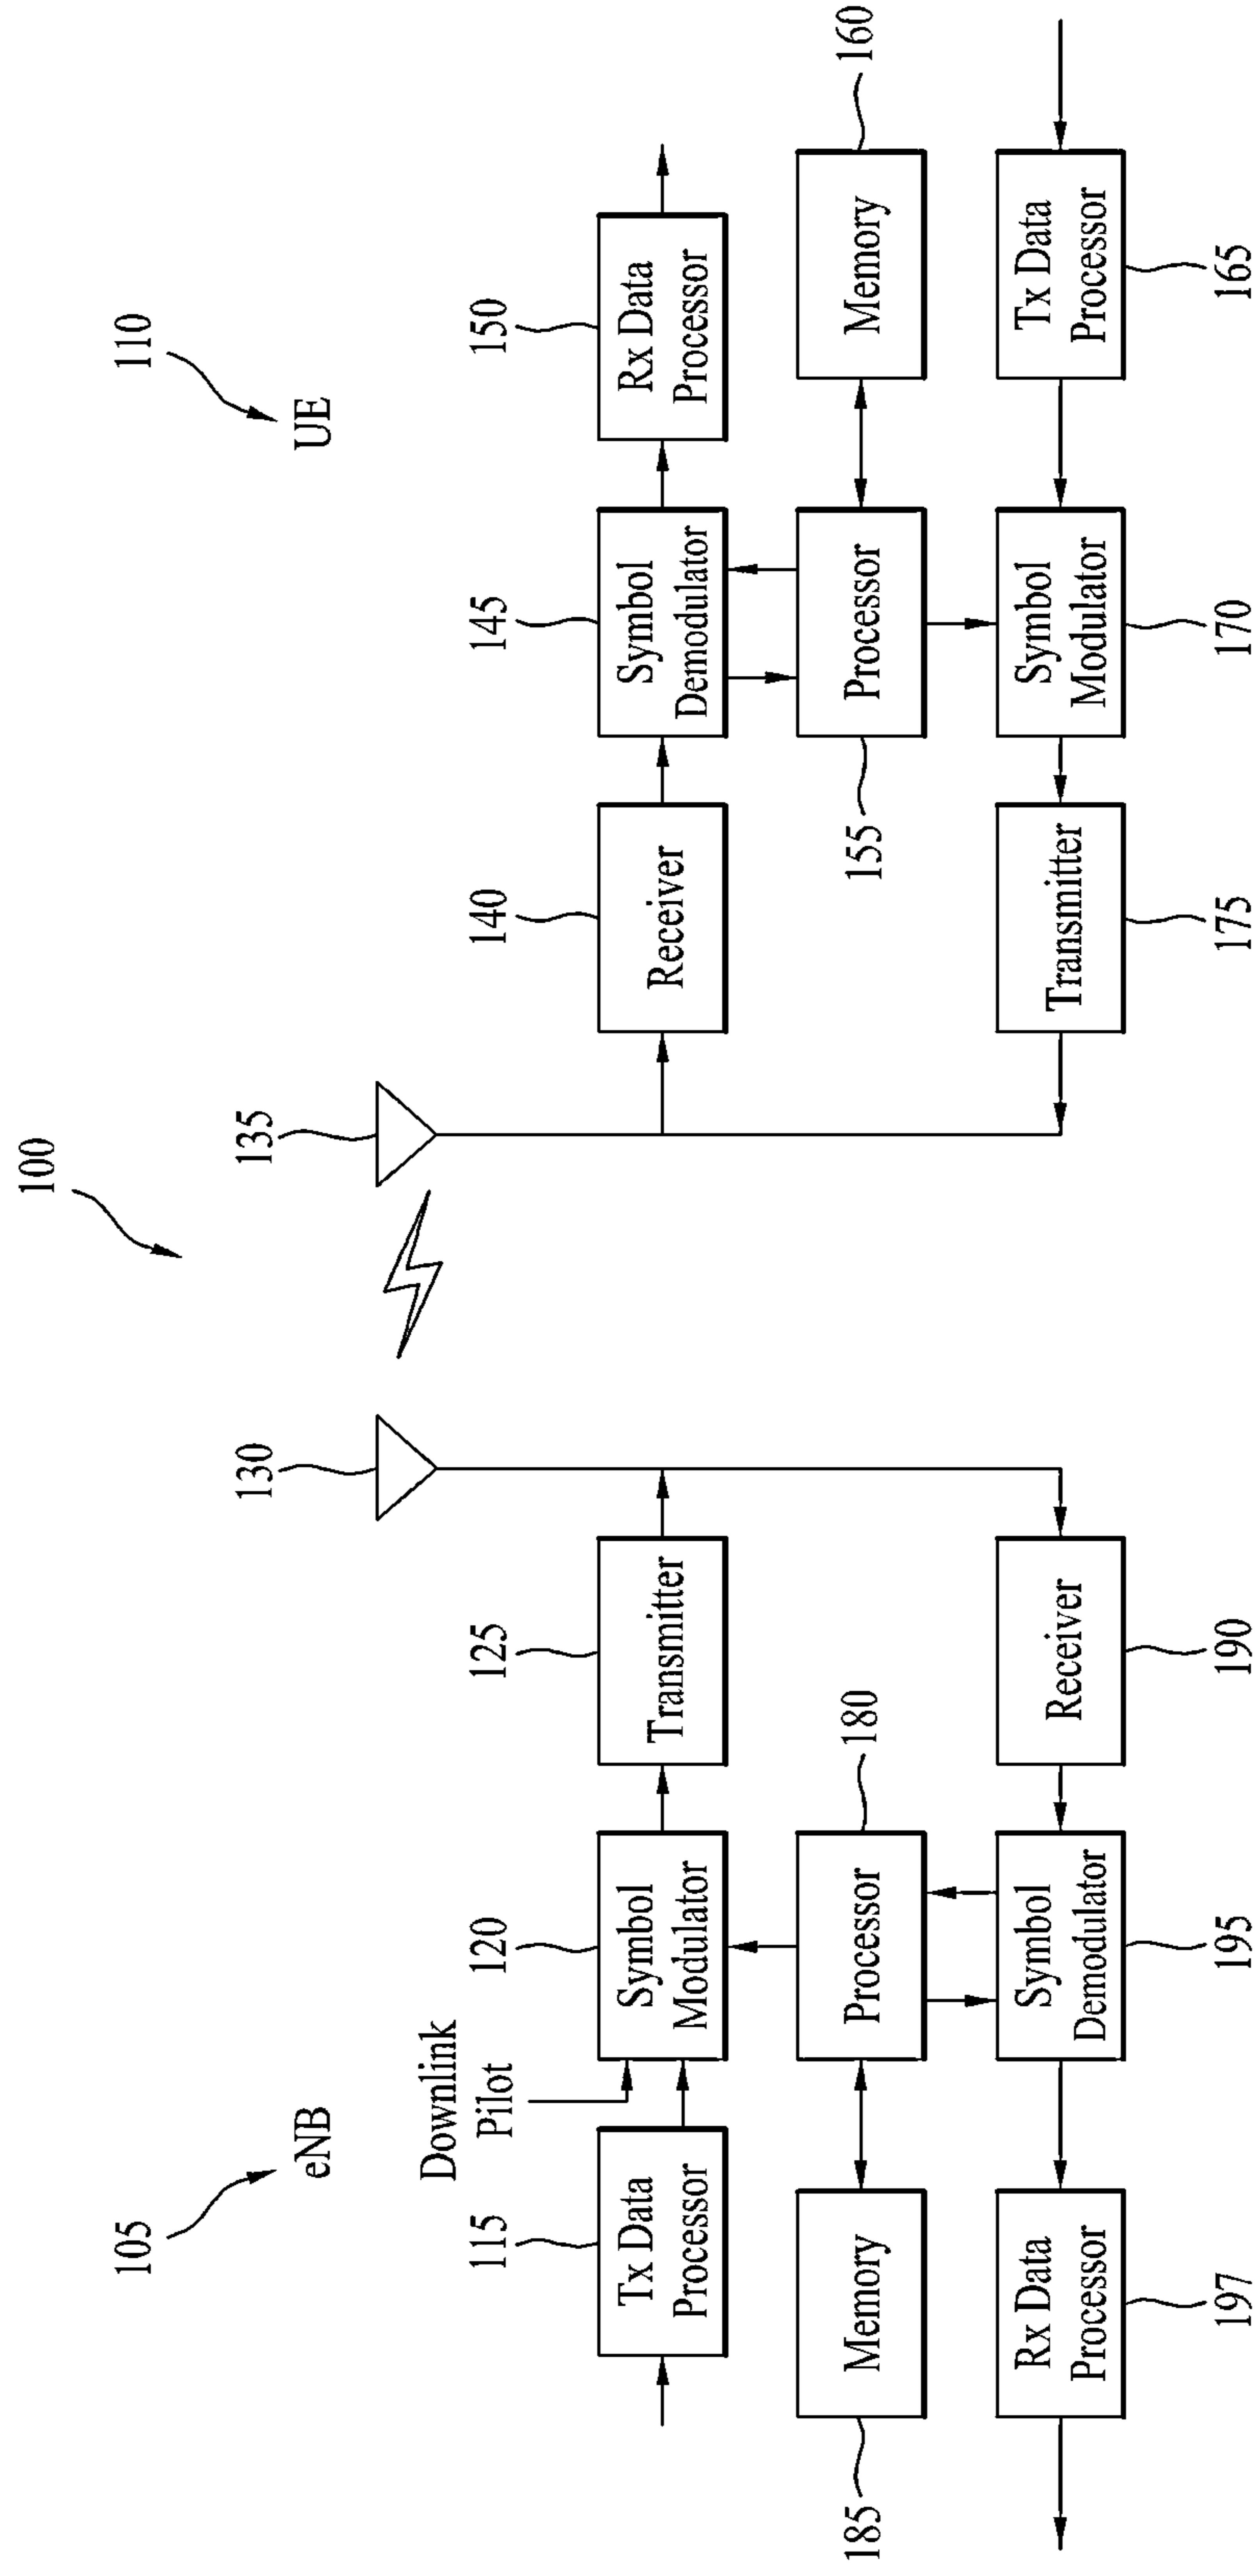 100
105
eNB
110
UE
130
135
Downlink
Pilot
115
Tx Data
Processor
120
Symbol
Modulator
125
Transmitter
140
Receiver
145
Symbol
Demodulator
150
Rx Data
Processor
185
Memory
180
Processor
155
Processor
160
Memory
197
Rx Data
Processor
195
Symbol
Demodulator
190
Receiver
175
Transmitter
170
Symbol
Modulator
165
Tx Data
Processor